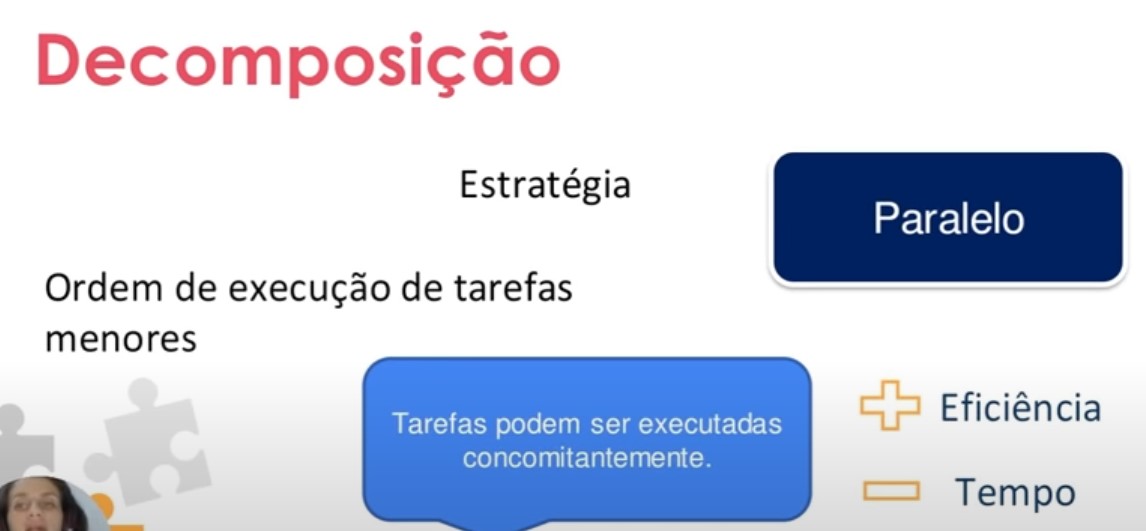 Decomposição
Estratégia
Paralelo
Ordem de execução de tarefas
menores
Tarefas podem ser executadas
concomitantemente.
Eficiência
Tempo